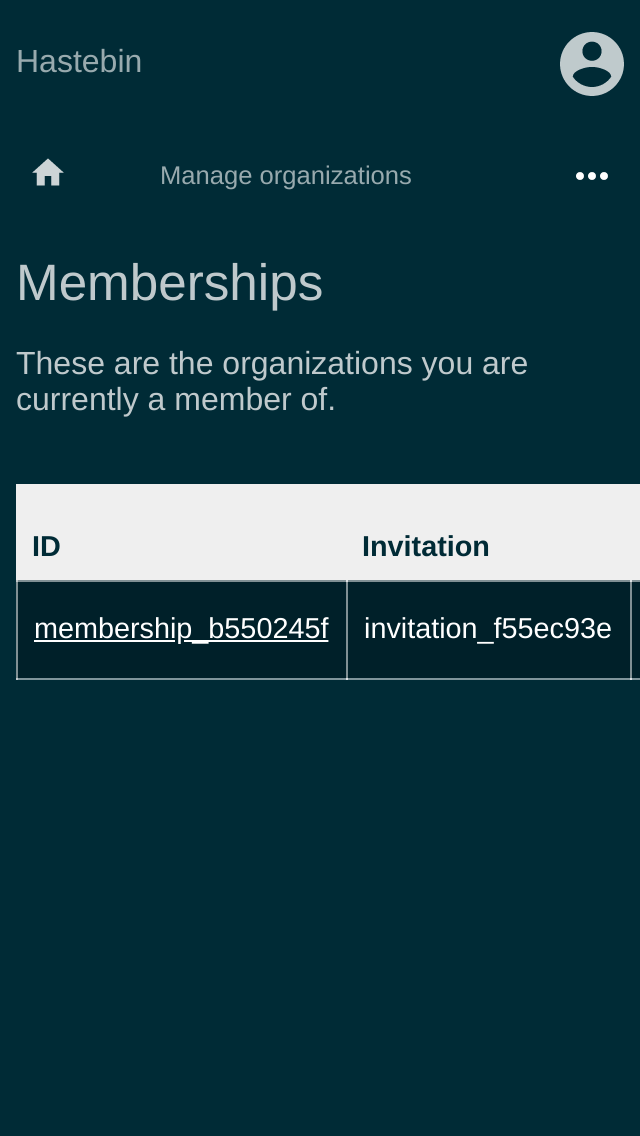 Hastebin
Manage organizations
Memberships
These are the organizations you are
currently a member of.
ID Invitation
membership_b550245f invitation_f55ec93e